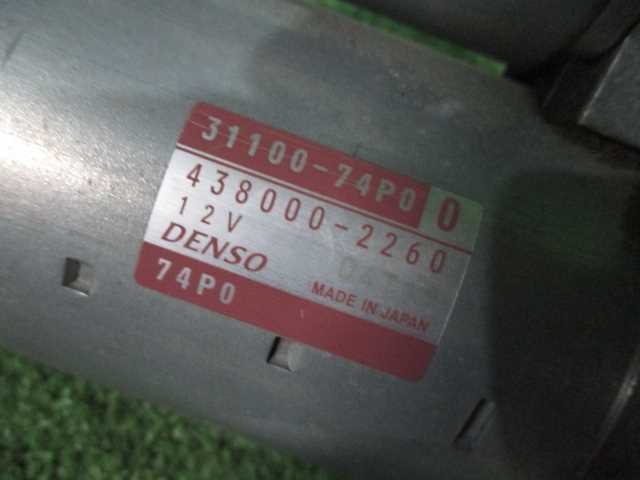 31100-74P0 0
438000-2260
12V
DENSO
MADE IN JAPAN
74P0